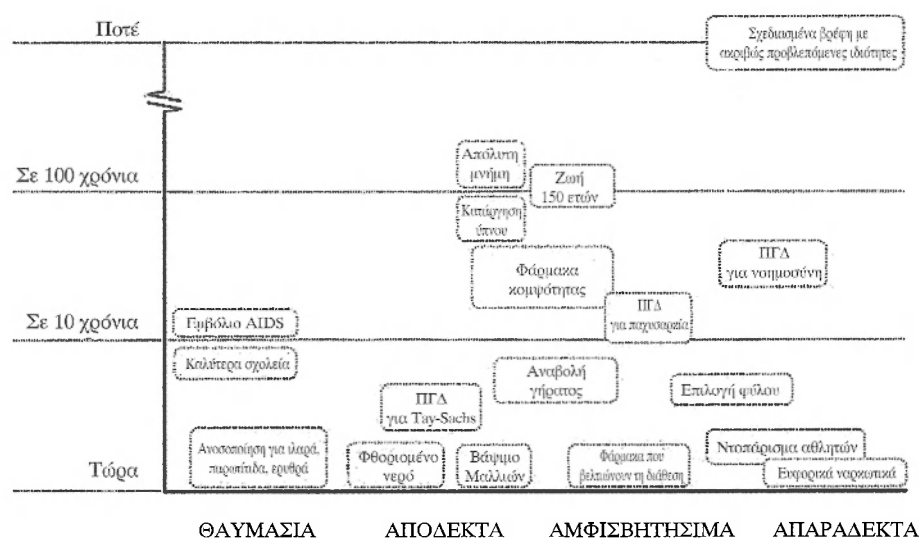 Ποτέ
Σχεδιασμένα βρέφη με
ακριβώς προβλεπόμενες ιδιότητες
Σε 100 χρόνια
Απόλυτη
μνήμη
Ζωή
150 ετών
Κατάργηση
ύπνου
Φάρμακα
κομψότητας
ΠΓΔ
για νοημοσύνη
Σε 10 χρόνια
Εμβόλιο AIDS
ΠΓΔ
για παχυσαρκία
Καλύτερα σχολεία
Αναβολή
γήρατος
ΠΓΔ
για Tay-Sachs
Επιλογή φύλου
Τώρα
Ανοσοποίηση για ιλαρά,
παρωτίτιδα, ερυθρά
Φθοριομένο
νερό
Βάψιμο
Μαλλιών
Φάρμακα που
βελτιώνουν τη διάθεση
Ντοπάρισμα αθλητών
Ευφορικά ναρκωτικά
ΘΑΥΜΑΣΙΑ
ΑΠΟΔΕΚΤΑ
ΑΜΦΙΣΒΗΤΗΣΙΜΑ
ΑΠΑΡΑΔΕΚΤΑ